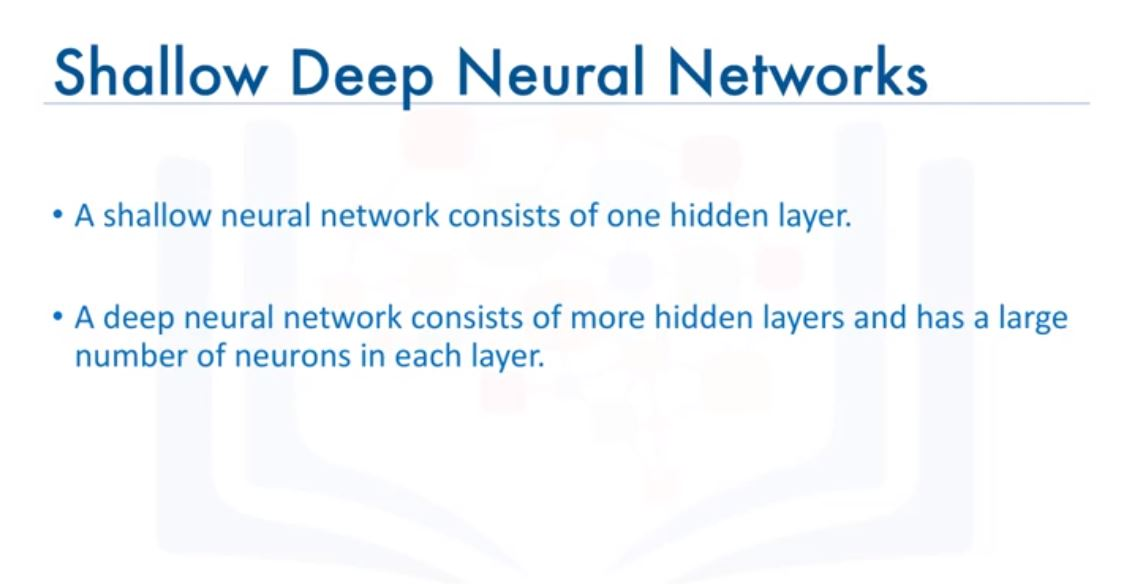 Shallow Deep Neural Networks
• A shallow neural network consists of one hidden layer.
• A deep neural network consists of more hidden layers and has a large
number of neurons in each layer.